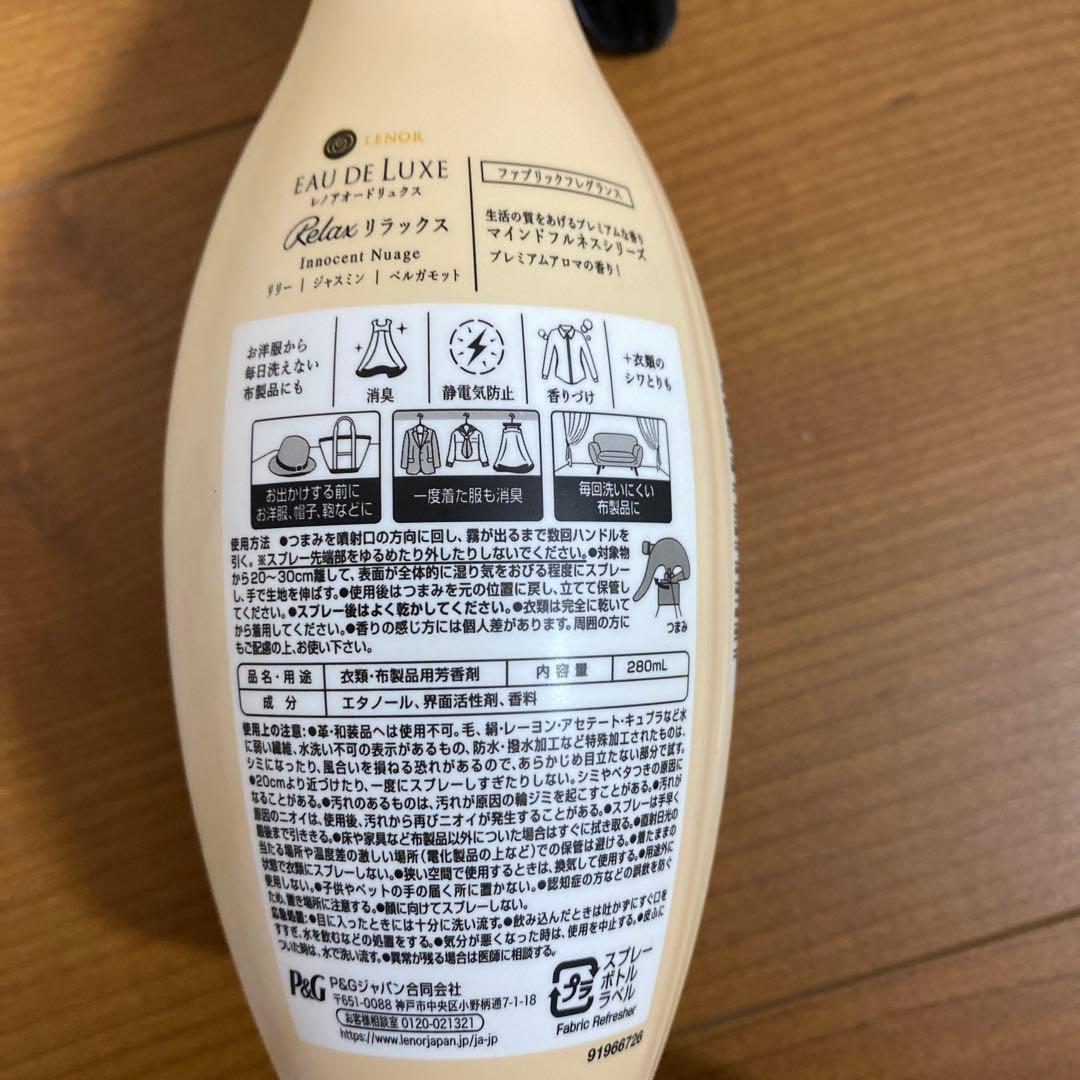 LENOR
EAU DE LUXE
レノアオードリュクス
Relax リラックス
Innocent Nuage
リリー | ジャスミン | ベルガモット
ファブリックフレグランス
生活の質をあげるプレミアムな香り
マインドフルネスシリーズ
プレミアムアロマの香り!
お洋服から
毎日洗えない
布製品にも
消臭
静電気防止
香りづけ
+衣類の
シワとりも
お出かけする前に
お洋服、帽子、鞄などに
一度着た服も消臭
毎回洗いにくい
布製品に
使用方法 ●つまみを噴射口の方向に回し、霧が出るまで数回ハンドルを
引く。※スプレー先端部をゆるめたり外したりしないでください。●対象物
から20〜30cm離して、表面が全体的に湿り気をおびる程度にスプレー
し、手で生地を伸ばす。●使用後はつまみを元の位置に戻し、立てて保管し
てください。●スプレー後はよく乾かしてください。●衣類は完全に乾いて
から着用してください。●香りの感じ方には個人差があります。周囲の方に
もご配慮の上、お使い下さい。
つまみ
品名・用途 衣類・布製品用芳香剤 内容量 280mL
成分 エタノール、界面活性剤、香料
使用上の注意:●革・和装品へは使用不可。毛、絹・レーヨン・アセテート・キュプラなど水
に弱い繊維、水洗い不可の表示があるもの、防水・撥水加工など特殊加工されたものは、
シミになったり、風合いを損ねる恐れがあるので、あらかじめ目立たない部分で試す。
●20cmより近づけたり、一度にスプレーしすぎたりしない。シミやベタつきの原因に
なることがある。●汚れのあるものは、汚れが原因の輪ジミを起こすことがある。●汚れが
原因のニオイは、使用後、汚れから再びニオイが発生することがある。●スプレーは手早く
最後まで引ききる。●床や家具など布製品以外についた場合はすぐに拭き取る。●直射日光の
当たる場所や温度差の激しい場所(電化製品の上など)での保管は避ける。●着たままの
状態で衣類にスプレーしない。●狭い空間で使用するときは、換気して使用する。●用途外に
使用しない。●子供やペットの手の届く所に置かない。●認知症の方などの誤飲を防ぐ
ため、置き場所に注意する。●顔に向けてスプレーしない。
応急処置:●目に入ったときには十分に洗い流す。●飲み込んだときは吐かずにすぐ口を
すすぎ、水を飲むなどの処置をする。●気分が悪くなった時は、使用を中止する。●皮ふに
ついた時は、水で洗い流す。●異常が残る場合は医師に相談する。
P&G P&Gジャパン合同会社
〒651-0088 神戸市中央区小野柄通7-1-18
お客様相談室 0120-021321
https://www.lenorjapan.jp/ja-jp
プラ
スプレー
ボトル
ラベル
Fabric Refresher
91966726